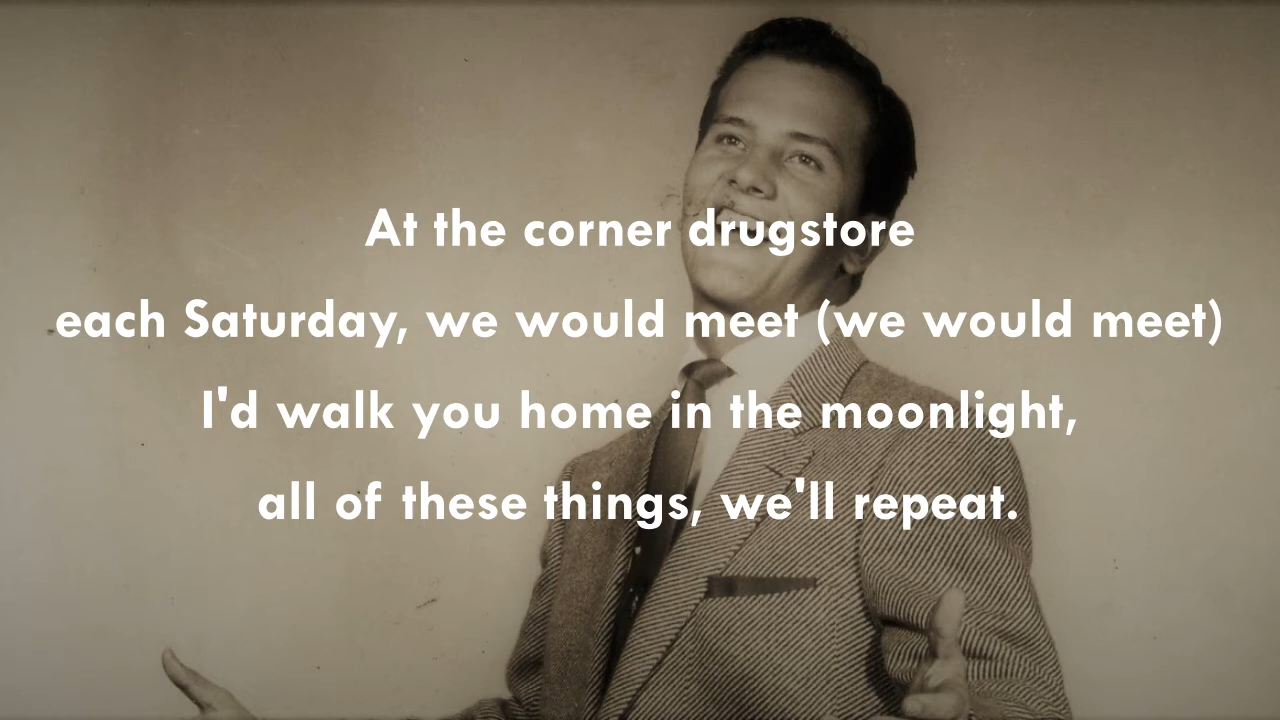 At the corner drugstore
each Saturday, we would meet (we would meet)
I'd walk you home in the moonlight,
all of these things, we'll repeat.